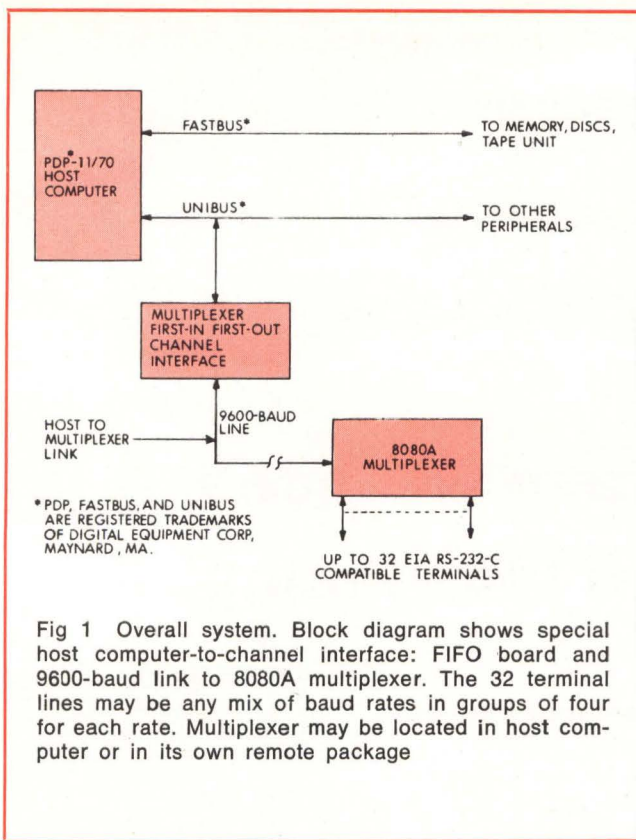 FASTBUS*
TO MEMORY, DISCS,
TAPE UNIT
PDP*-11/70
HOST
COMPUTER
UNIBUS*
TO OTHER
PERIPHERALS
MULTIPLEXER
FIRST-IN FIRST-OUT
CHANNEL
INTERFACE
9600-BAUD
LINE
HOST TO
MULTIPLEXER
LINK
8080A
MULTIPLEXER
* PDP, FASTBUS, AND UNIBUS
ARE REGISTERED TRADEMARKS
OF DIGITAL EQUIPMENT CORP,
MAYNARD, MA.
UP TO 32 EIA RS-232-C
COMPATIBLE TERMINALS
Fig 1 Overall system. Block diagram shows special
host computer-to-channel interface: FIFO board and
9600-baud link to 8080A multiplexer. The 32 terminal
lines may be any mix of baud rates in groups of four
for each rate. Multiplexer may be located in host com-
puter or in its own remote package